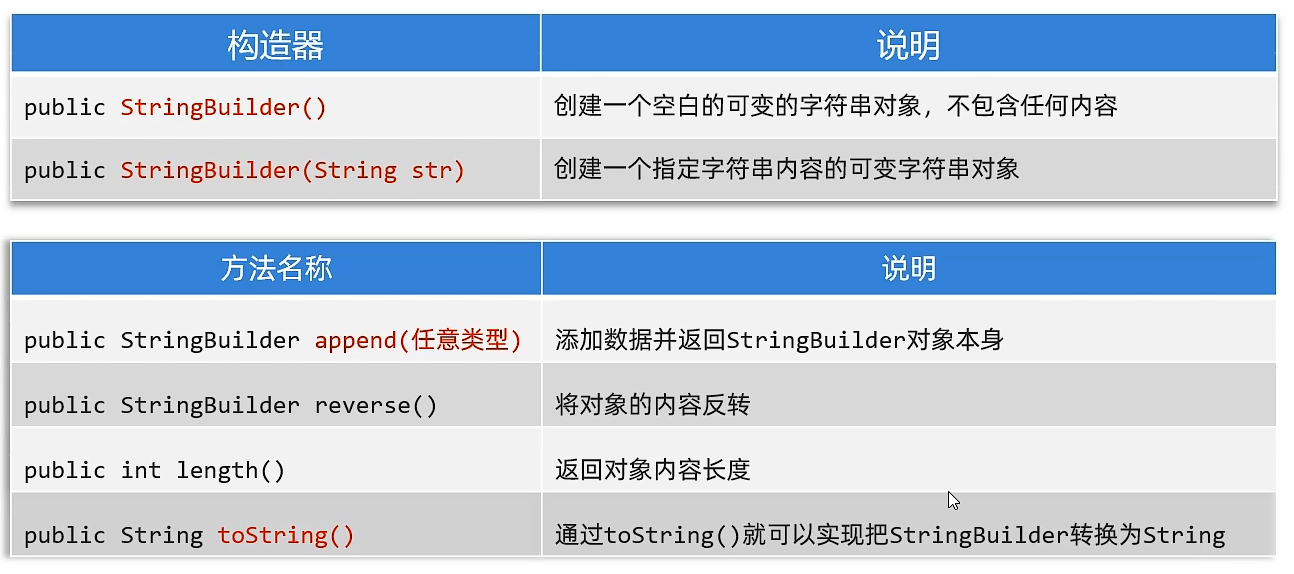 构造器 说明
public StringBuilder() 创建一个空白的可变的字符串对象，不包含任何内容
public StringBuilder(String str) 创建一个指定字符串内容的可变字符串对象
方法名称 说明
public StringBuilder append(任意类型) 添加数据并返回StringBuilder对象本身
public StringBuilder reverse() 将对象的内容反转
public int length() 返回对象内容长度
public String toString() 通过toString()就可以实现把StringBuilder转换为String